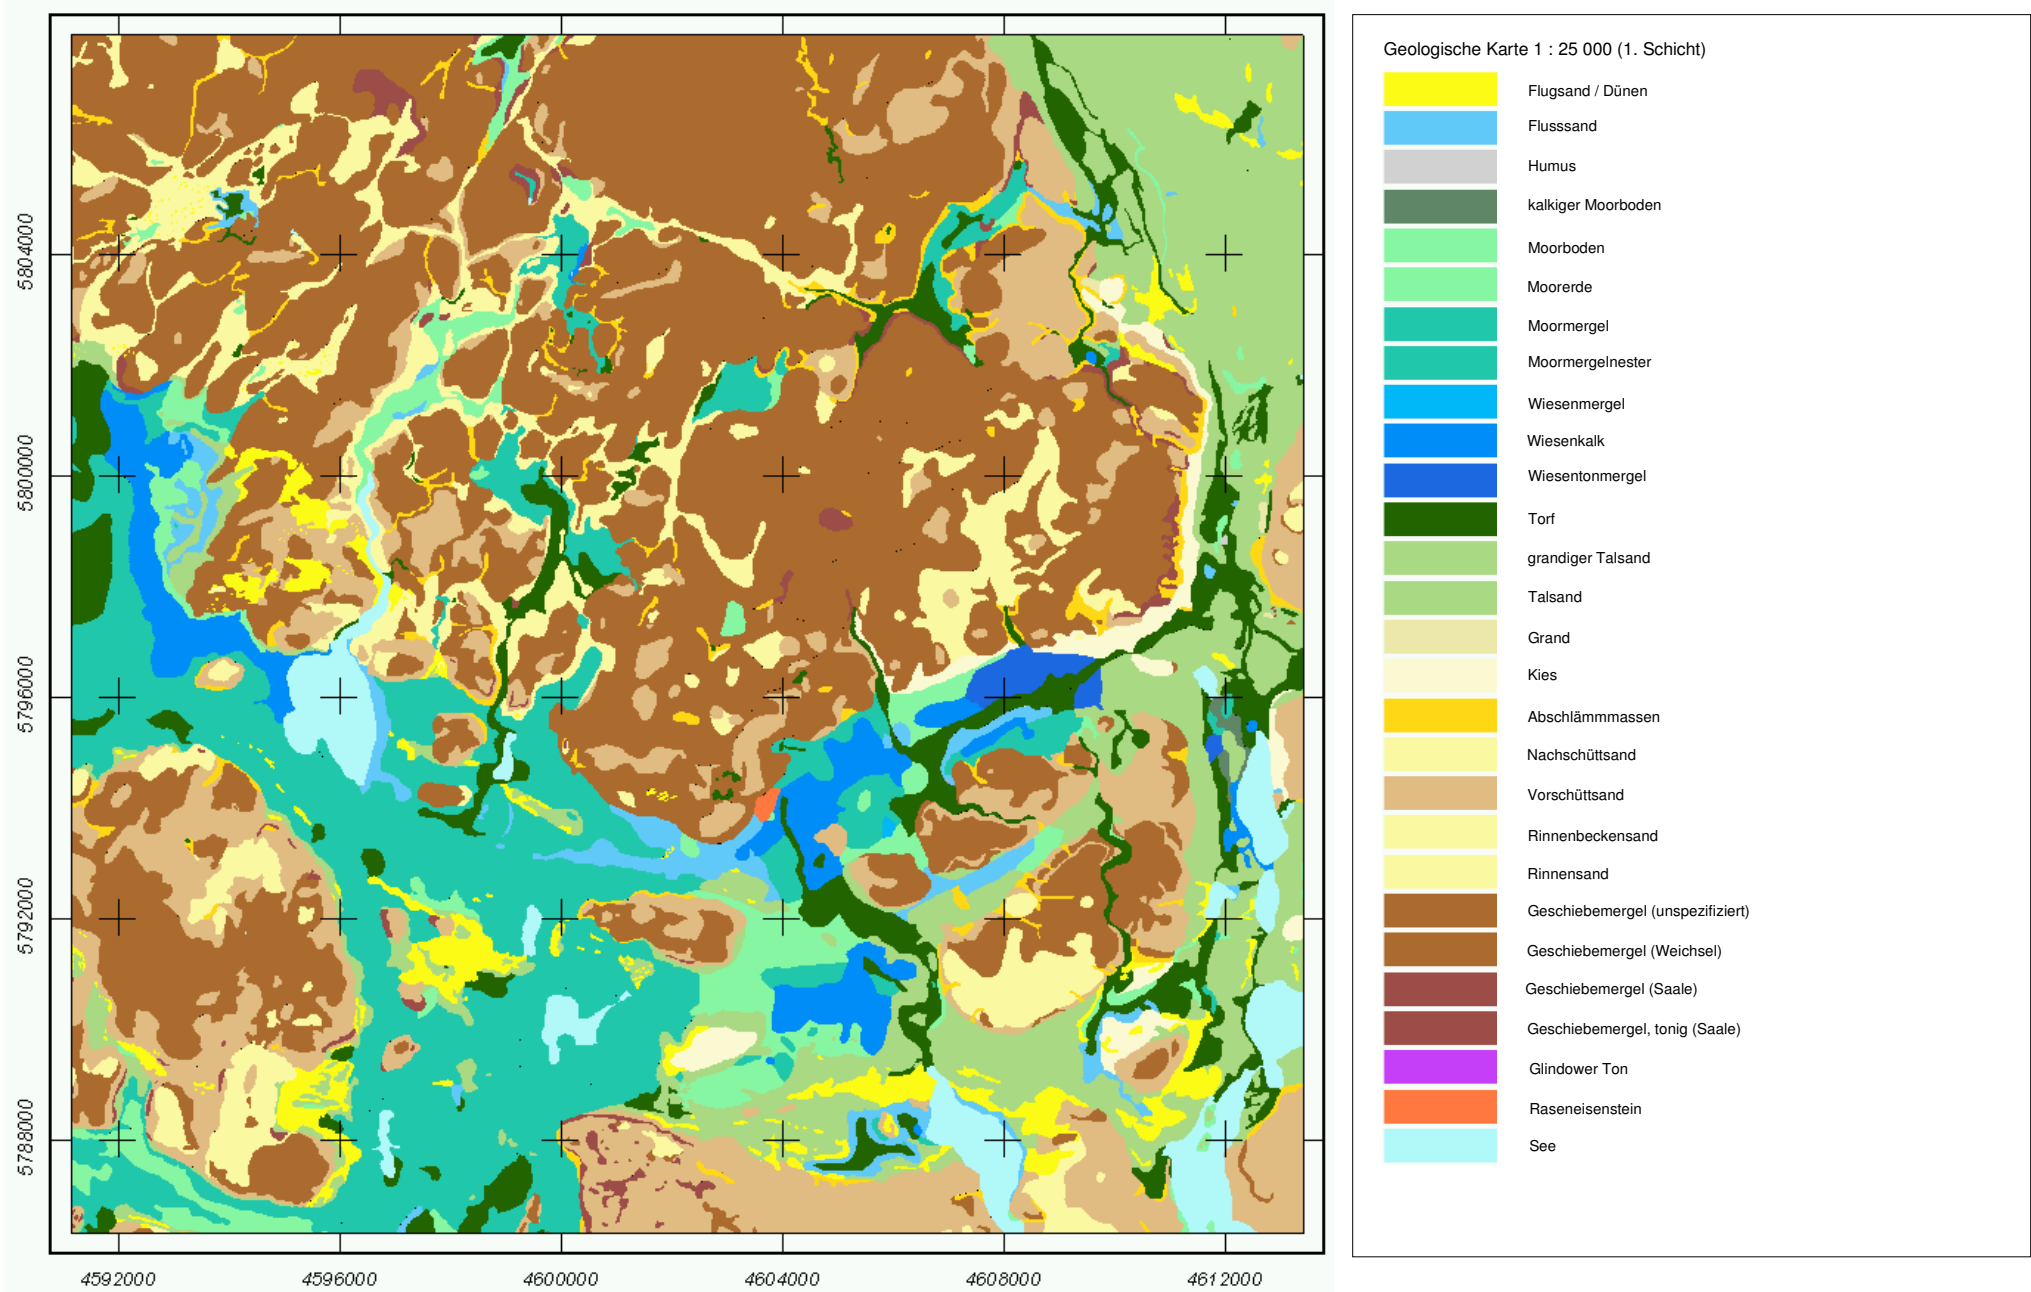 Geologische Karte 1 : 25 000 (1. Schicht)
Flugsand / Dünen
Flusssand
Humus
kalkiger Moorboden
Moorboden
Moorerde
Moormergel
Moormergelnester
Wiesenmergel
Wiesenkalk
Wiesentonmergel
Torf
grandiger Talsand
Talsand
Grand
Kies
Abschlämmmassen
Nachschüttsand
Vorschüttsand
Rinnenbeckensand
Rinnensand
Geschiebemergel (unspezifiziert)
Geschiebemergel (Weichsel)
Geschiebemergel (Saale)
Geschiebemergel, tonig (Saale)
Glindower Ton
Raseneisenstein
See
5804000
5800000
5796000
5792000
5788000
4592000 4596000 4600000 4604000 4608000 4612000